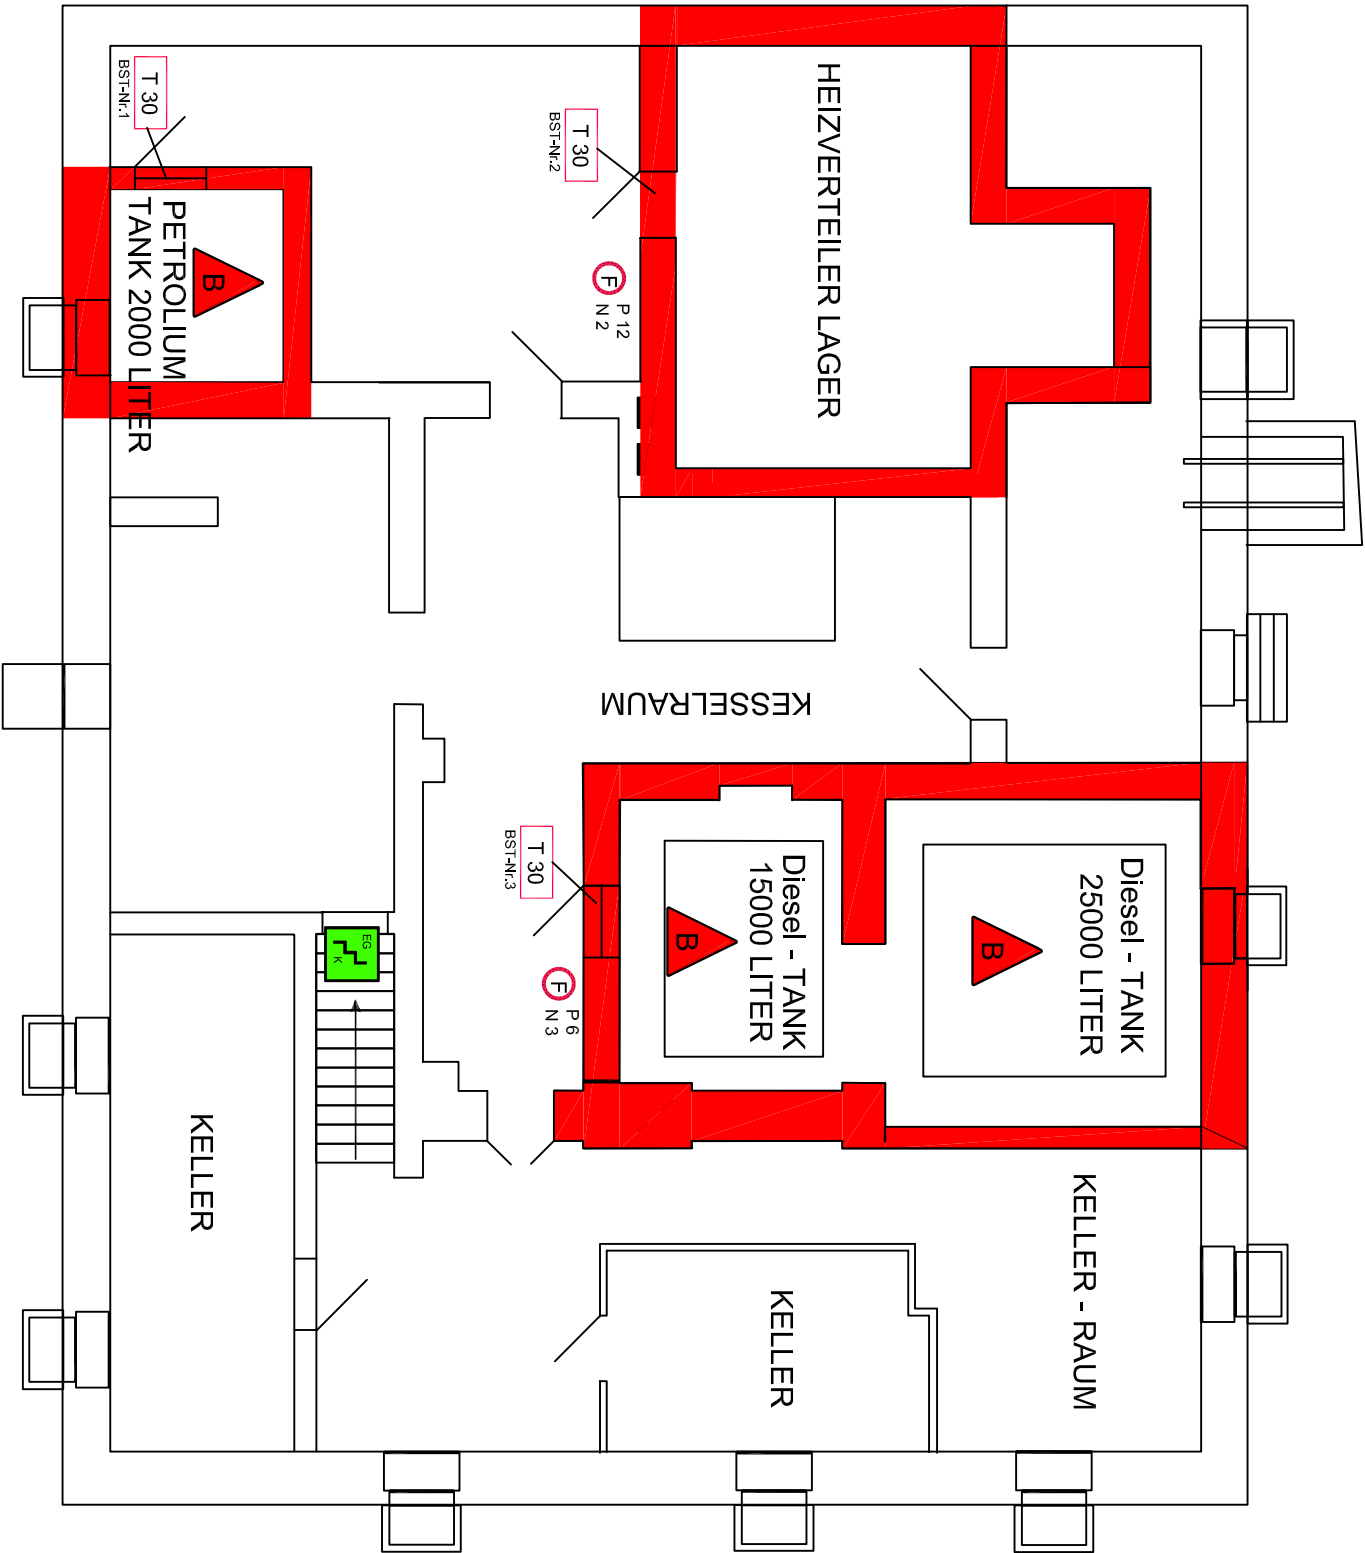 T 30
BST-Nr.1
PETROLIUM
TANK 2000 LITER
B
T 30
BST-Nr.2
F
P 12
N 2
HEIZVERTEILER LAGER
KESSELRAUM
T 30
BST-Nr.3
F
P 6
N 3
Diesel - TANK
15000 LITER
B
Diesel - TANK
25000 LITER
B
EG
K
KELLER
KELLER
KELLER - RAUM